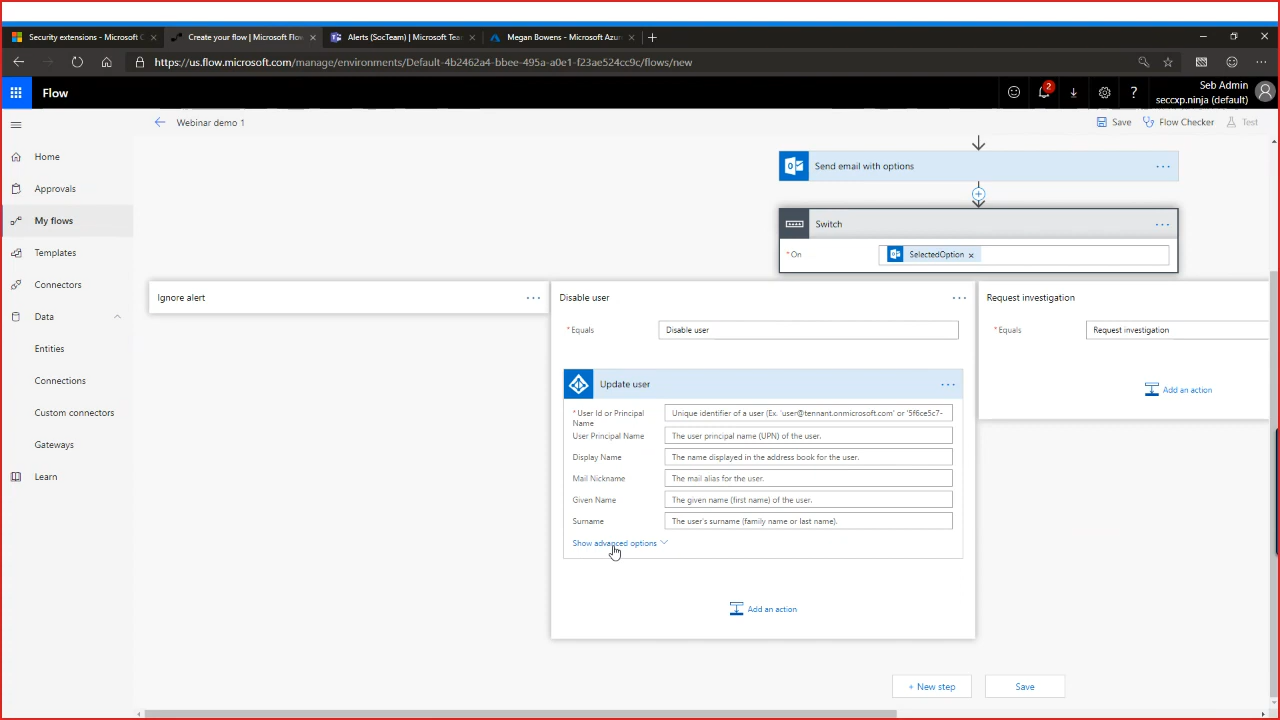 Security extensions - Microsoft C
Create your flow | Microsoft Flow
Alerts (SocTeam) | Microsoft Tea
Megan Bowens - Microsoft Azu
https://us.flow.microsoft.com/manage/environments/Default-4b2462a4-bbee-495a-a0e1-f23ae524cc9c/flows/new
Flow
2
?
Seb Admin
seccxp.ninja (default)
Webinar demo 1
Save
Flow Checker
Test
Home
Approvals
My flows
Templates
Connectors
Data
Entities
Connections
Custom connectors
Gateways
Learn
Send email with options
Switch
* On
SelectedOption
Ignore alert
Disable user
* Equals
Disable user
Request investigation
* Equals
Request investigation
Add an action
Update user
* User Id or Principal Name
Unique identifier of a user (Ex. 'user@tennant.onmicrosoft.com' or '5f6ce5c7-
User Principal Name
The user principal name (UPN) of the user.
Display Name
The name displayed in the address book for the user.
Mail Nickname
The mail alias for the user.
Given Name
The given name (first name) of the user.
Surname
The user's surname (family name or last name).
Show advanced options
Add an action
+ New step
Save